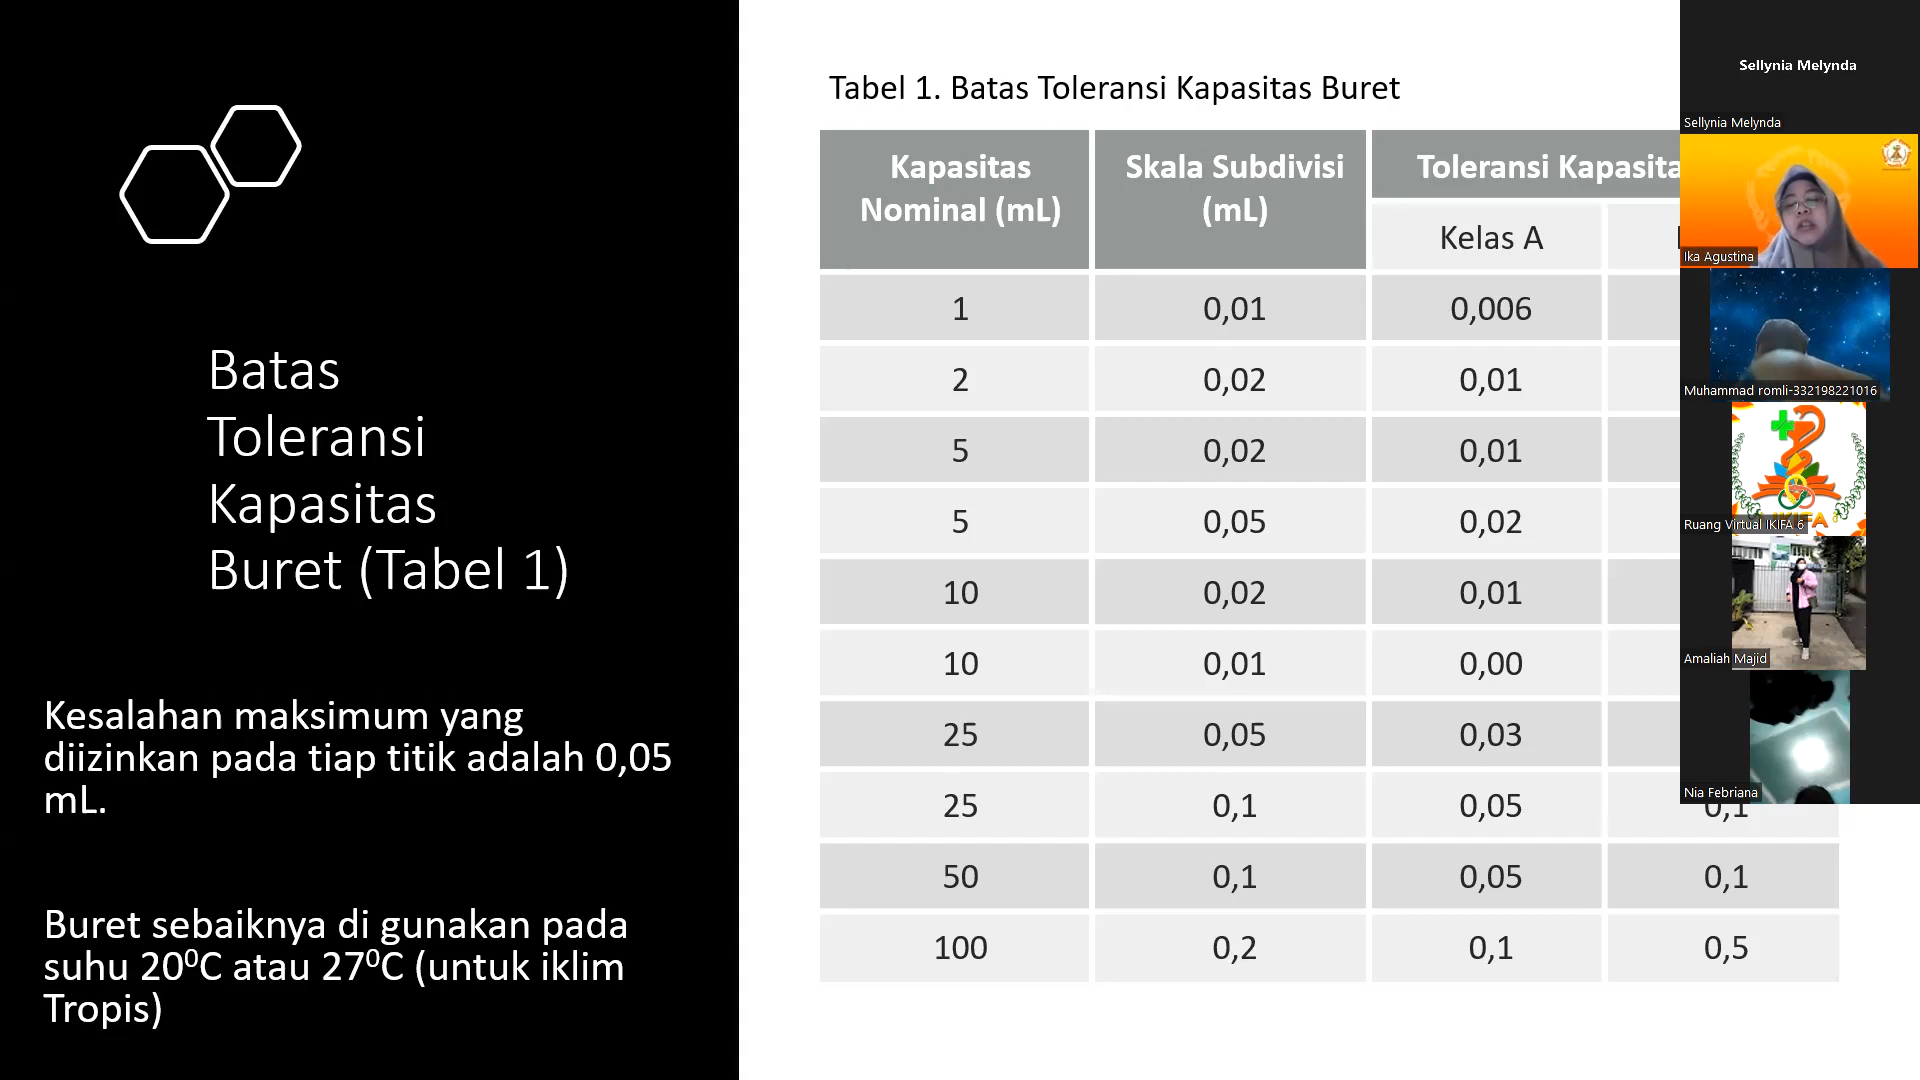 Batas
Toleransi
Kapasitas
Buret (Tabel 1)
Kesalahan maksimum yang
diizinkan pada tiap titik adalah 0,05
mL.
Buret sebaiknya di gunakan pada
suhu 20⁰C atau 27⁰C (untuk iklim
Tropis)
Tabel 1. Batas Toleransi Kapasitas Buret
Kapasitas Nominal (mL) Skala Subdivisi (mL) Toleransi Kapasita
Kelas A
1 0,01 0,006
2 0,02 0,01
5 0,02 0,01
5 0,05 0,02
10 0,02 0,01
10 0,01 0,00
25 0,05 0,03
25 0,1 0,05 0,1
50 0,1 0,05 0,1
100 0,2 0,1 0,5
Sellynia Melynda
Sellynia Melynda
Ika Agustina
Muhammad romli-332198221016
IKIFA
Ruang Virtual IKIFA 6
Amaliah Majid
Nia Febriana